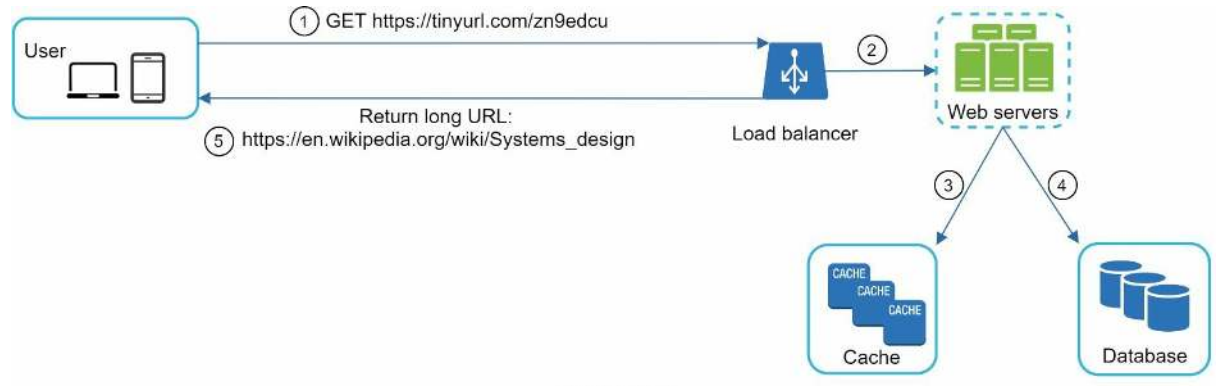 ① GET https://tinyurl.com/zn9edcu
User
②
Web servers
Return long URL:
⑤ https://en.wikipedia.org/wiki/Systems_design
Load balancer
③
④
CACHE
CACHE
CACHE
Cache
Database